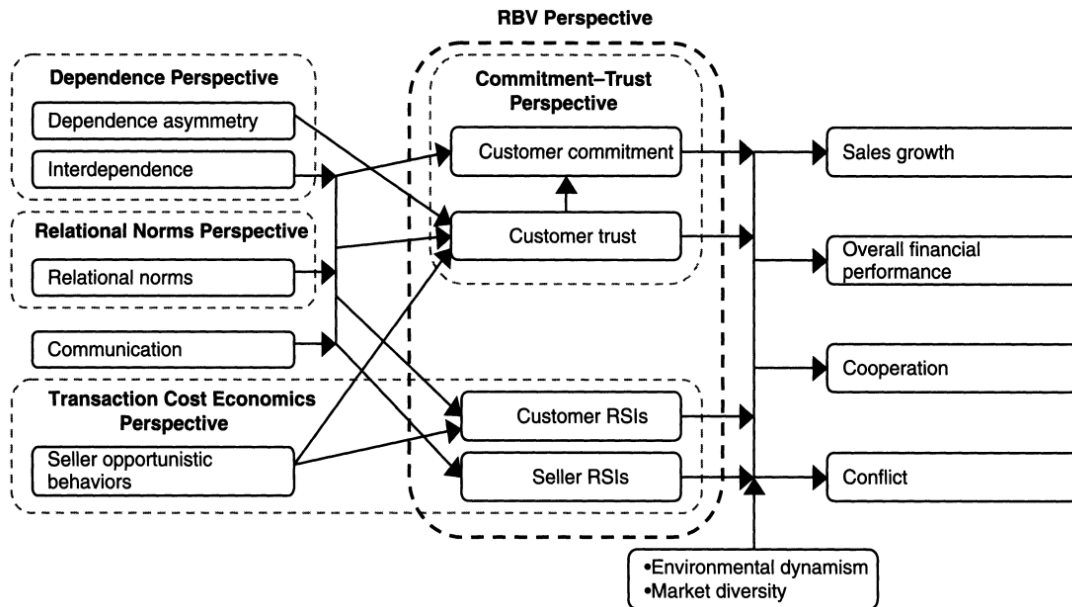 RBV Perspective
Dependence Perspective
Dependence asymmetry
Interdependence
Relational Norms Perspective
Relational norms
Communication
Transaction Cost Economics
Perspective
Seller opportunistic
behaviors
Commitment–Trust
Perspective
Customer commitment
Customer trust
Customer RSIs
Seller RSIs
Sales growth
Overall financial
performance
Cooperation
Conflict
•Environmental dynamism
•Market diversity